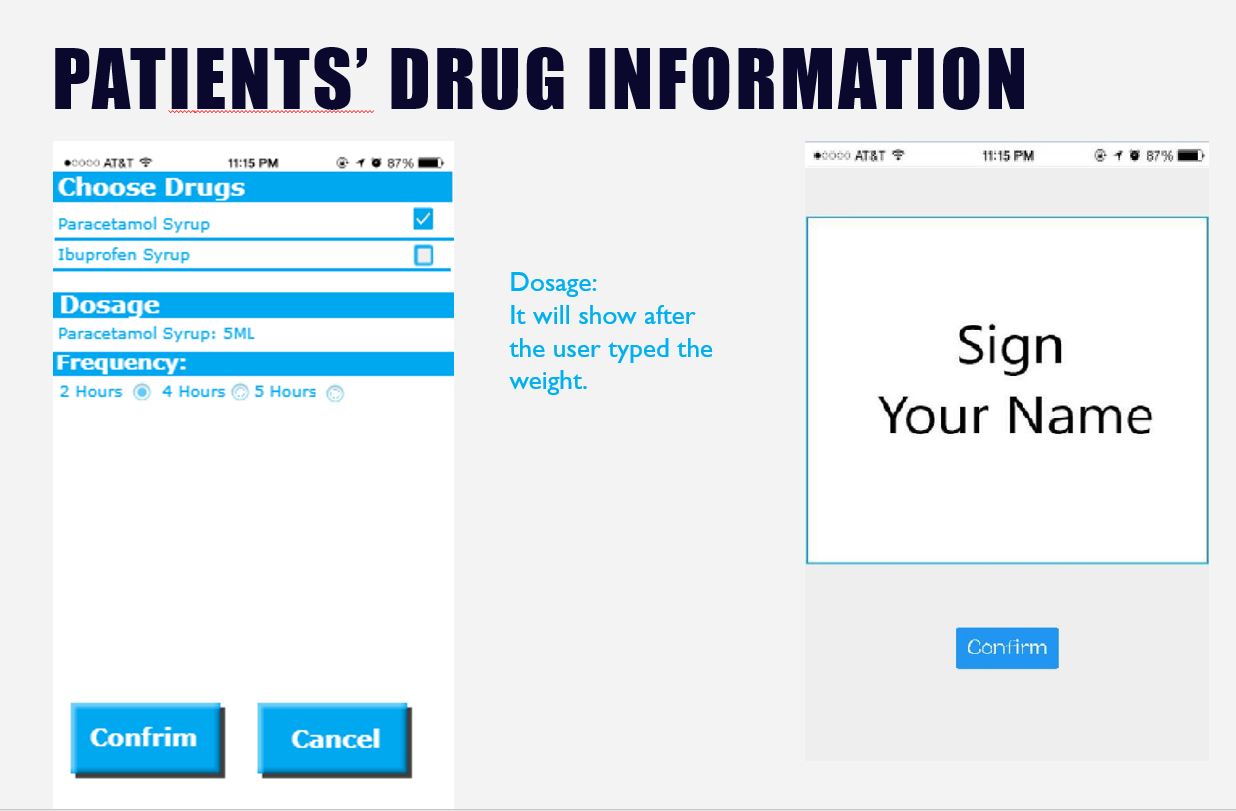 PATIENTS’ DRUG INFORMATION
AT&T 11:15 PM 87%
Choose Drugs
Paracetamol Syrup
Ibuprofen Syrup
Dosage
Paracetamol Syrup: 5ML
Frequency:
2 Hours 4 Hours 5 Hours
Confrim Cancel
Dosage:
It will show after
the user typed the
weight.
AT&T 11:15 PM 87%
Sign
Your Name
Confirm